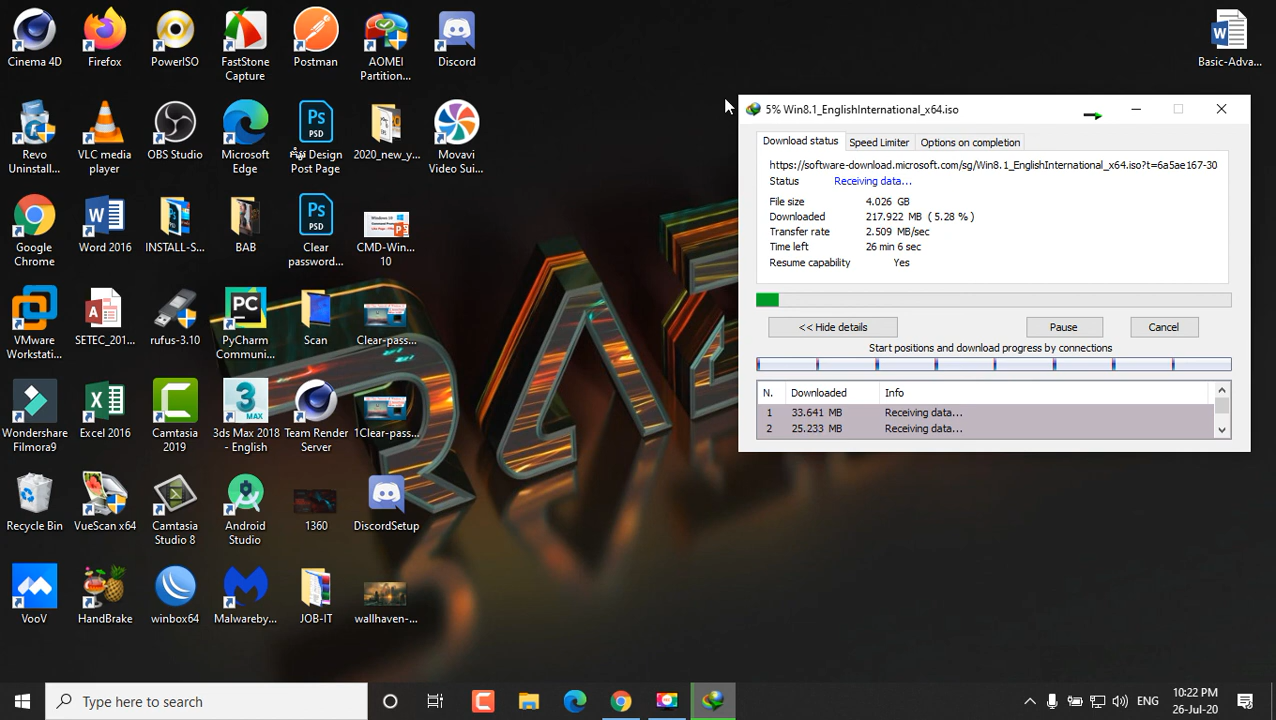 Cinema 4D
Firefox
PowerISO
FastStone
Capture
Postman
AOMEI
Partition...
Discord
Basic-Adva...
Revo
Uninstall...
VLC media
player
OBS Studio
Microsoft
Edge
Design
Post Page
2020_new_y...
Movavi
Video Sui...
Google
Chrome
Word 2016
INSTALL-S...
BAB
Clear
password...
CMD-Win...
10
VMware
Workstati...
SETEC_201...
rufus-3.10
PyCharm
Communi...
Scan
Clear-pass...
Wondershare
Filmora9
Excel 2016
Camtasia
2019
3ds Max 2018
- English
Team Render
Server
1Clear-pass...
Recycle Bin
VueScan x64
Camtasia
Studio 8
Android
Studio
1360
DiscordSetup
VooV
HandBrake
winbox64
Malwareby...
JOB-IT
wallhaven-...
5% Win8.1_EnglishInternational_x64.iso
Download status
Speed Limiter
Options on completion
https://software-download.microsoft.com/sg/Win8.1_EnglishInternational_x64.iso?t=6a5ae167-30
Status Receiving data...
File size 4.026 GB
Downloaded 217.922 MB ( 5.28 % )
Transfer rate 2.509 MB/sec
Time left 26 min 6 sec
Resume capability Yes
<< Hide details
Pause
Cancel
Start positions and download progress by connections
N. Downloaded Info
1 33.641 MB Receiving data...
2 25.233 MB Receiving data...
Type here to search
ENG
10:22 PM
26-Jul-20